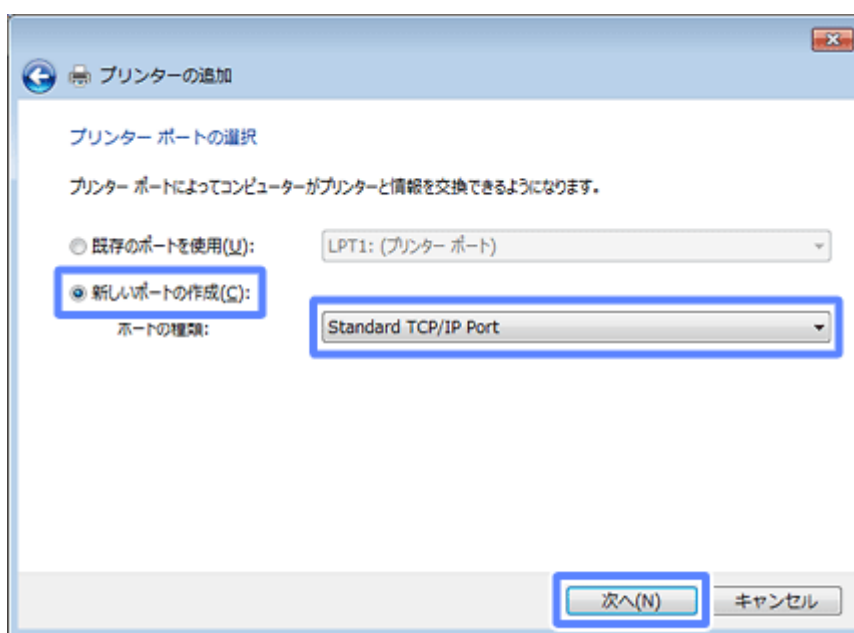 プリンターの追加
プリンター ポートの選択
プリンター ポートによってコンピューターがプリンターと情報を交換できるようになります。
既存のポートを使用(U):
LPT1: (プリンター ポート)
新しいポートの作成(C):
ポートの種類:
Standard TCP/IP Port
次へ(N)
キャンセル